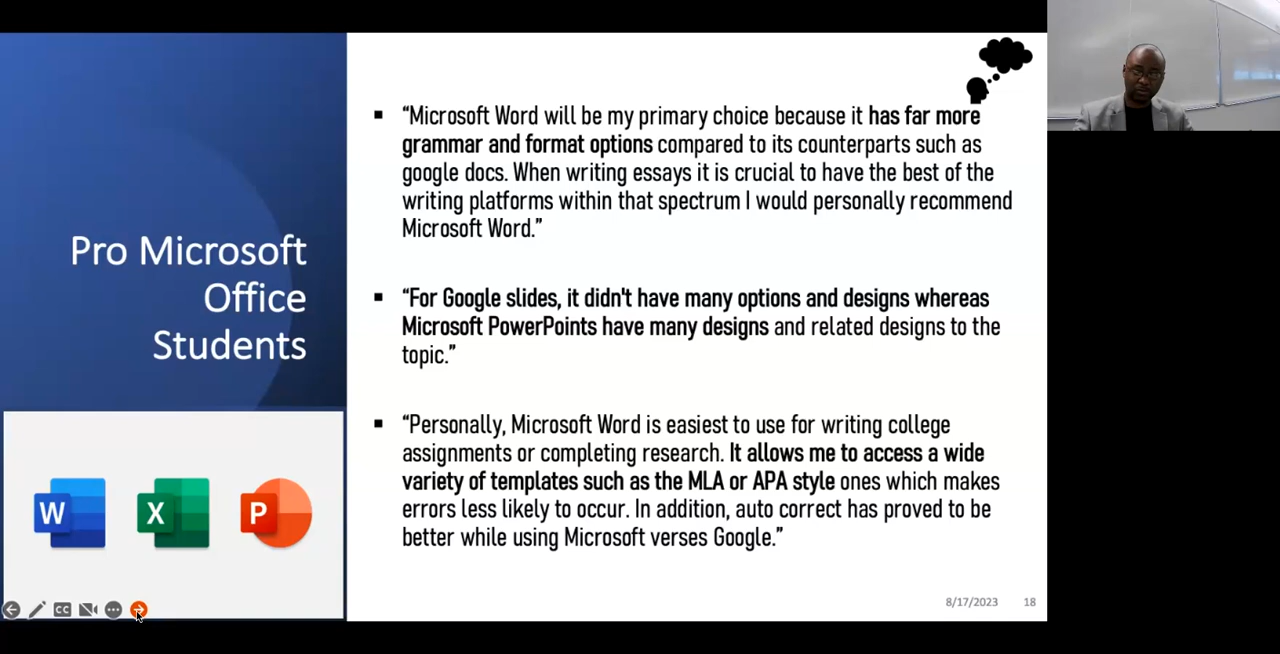 Pro Microsoft
Office
Students
W X P
CC
▪ “Microsoft Word will be my primary choice because it has far more
grammar and format options compared to its counterparts such as
google docs. When writing essays it is crucial to have the best of the
writing platforms within that spectrum I would personally recommend
Microsoft Word.”
▪ “For Google slides, it didn't have many options and designs whereas
Microsoft PowerPoints have many designs and related designs to the
topic.”
▪ “Personally, Microsoft Word is easiest to use for writing college
assignments or completing research. It allows me to access a wide
variety of templates such as the MLA or APA style ones which makes
errors less likely to occur. In addition, auto correct has proved to be
better while using Microsoft verses Google.”
8/17/2023 18